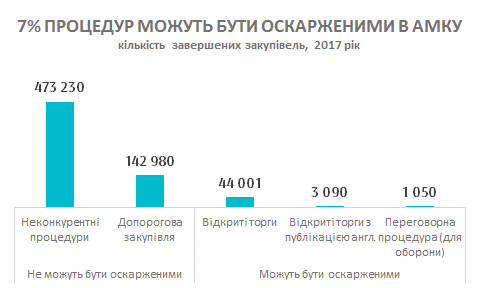 7% ПРОЦЕДУР МОЖУТЬ БУТИ ОСКАРЖЕНИМИ В АМКУ
кількість завершених закупівель, 2017 рік
473 230
142 980
44 001
3 090
1 050
Неконкурентні
процедури
Допорогова
закупівля
Відкриті торги
Відкриті торги з
публікацією англ.
Переговорна
процедура (для
оборони)
Не можуть бути оскарженими
Можуть бути оскарженими